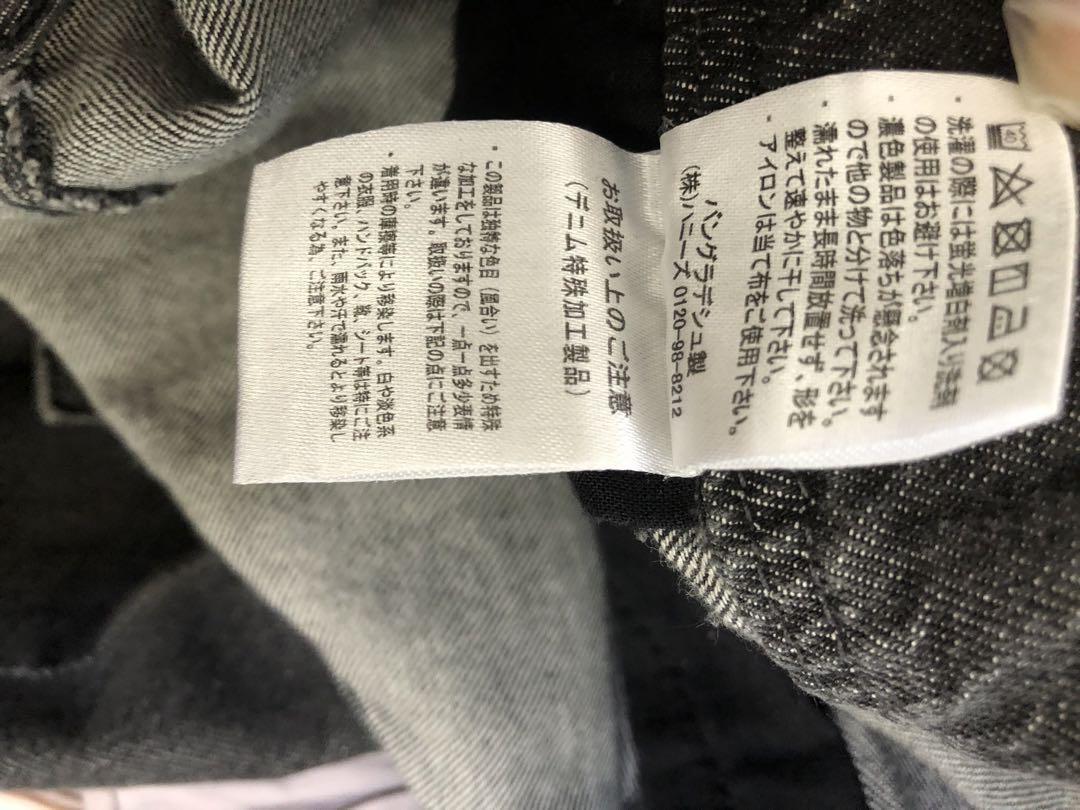 40
・洗濯の際には蛍光増白剤入り洗剤
の使用はお避け下さい。
・濃色製品は色落ちが懸念されます
ので他の物と分けて洗って下さい。
濡れたまま長時間放置せず、形を
整えて速やかに干して下さい。
・アイロンは当て布をご使用下さい。
バングラデシュ製
(株)ハニーズ 0120-98-8212
お取扱い上のご注意
(デニム特殊加工製品)
・この製品は独特な色目(風合い)を出すため特殊
な加工をしておりますので、一点一点多少表情
が違います。取扱いの際は下記の点にご注意
下さい。
・着用時の摩擦等により移染します。白や淡色系
の衣服、ハンドバック、靴、シート等は特にご注
意下さい。また、雨水や汗で濡れるとより移染し
やすくなる為、ご注意下さい。